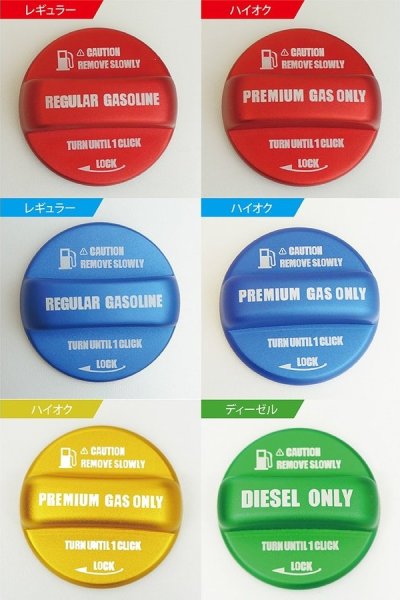 レギュラー
CAUTION
REMOVE SLOWLY
REGULAR GASOLINE
TURN UNTIL 1 CLICK
LOCK
ハイオク
CAUTION
REMOVE SLOWLY
PREMIUM GAS ONLY
TURN UNTIL 1 CLICK
LOCK
レギュラー
CAUTION
REMOVE SLOWLY
REGULAR GASOLINE
TURN UNTIL 1 CLICK
LOCK
ハイオク
CAUTION
REMOVE SLOWLY
PREMIUM GAS ONLY
TURN UNTIL 1 CLICK
LOCK
ハイオク
CAUTION
REMOVE SLOWLY
PREMIUM GAS ONLY
TURN UNTIL 1 CLICK
LOCK
ディーゼル
CAUTION
REMOVE SLOWLY
DIESEL ONLY
TURN UNTIL 1 CLICK
LOCK